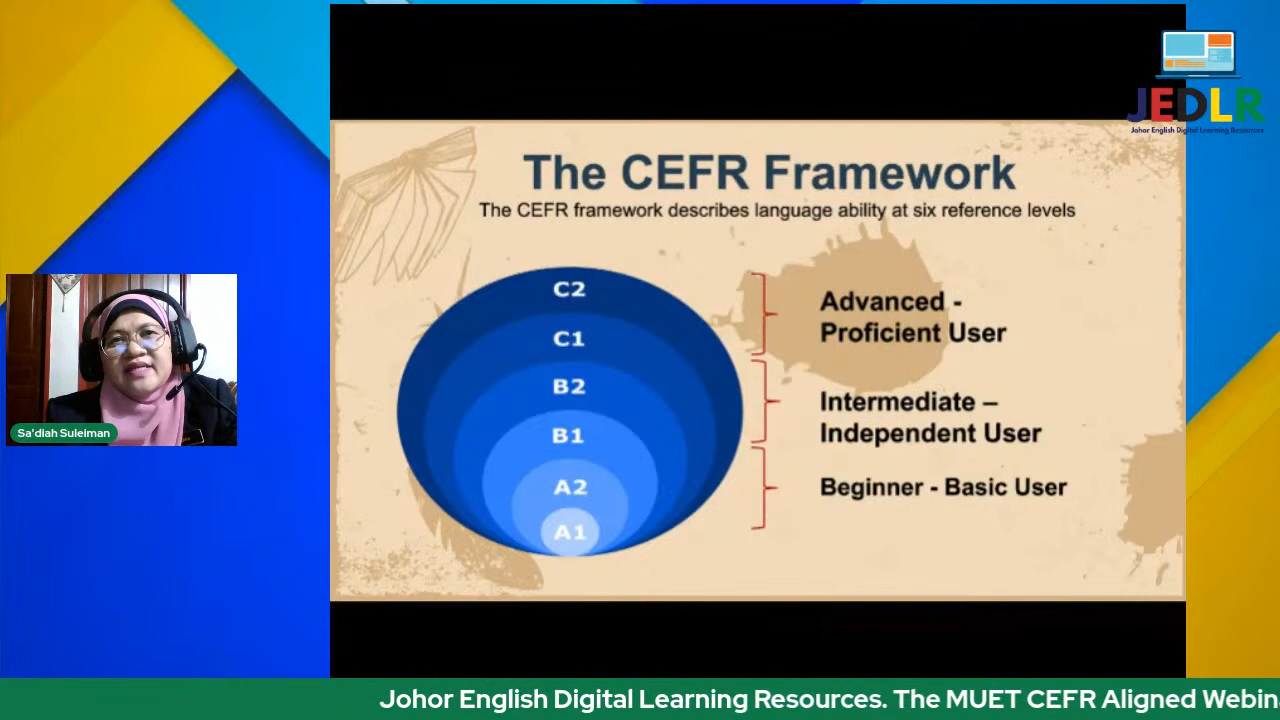 JEDLR
Johor English Digital Learning Resources
The CEFR Framework
The CEFR framework describes language ability at six reference levels
C2
C1
B2
B1
A2
A1
Advanced -
Proficient User
Intermediate –
Independent User
Beginner - Basic User
Sa'diah Suleiman
Johor English Digital Learning Resources. The MUET CEFR Aligned Webin